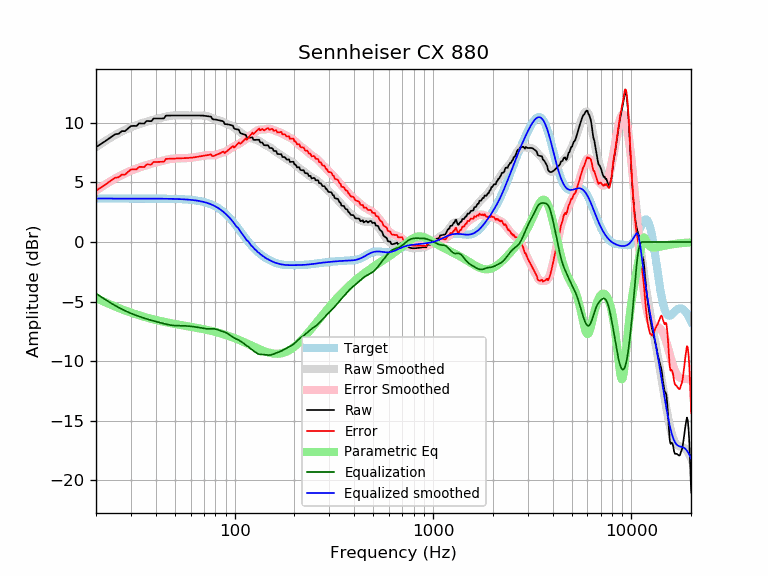 Sennheiser CX 880
Amplitude (dBr)
10
5
0
−5
−10
−15
−20
100
1000
10000
Frequency (Hz)
Target
Raw Smoothed
Error Smoothed
Raw
Error
Parametric Eq
Equalization
Equalized smoothed